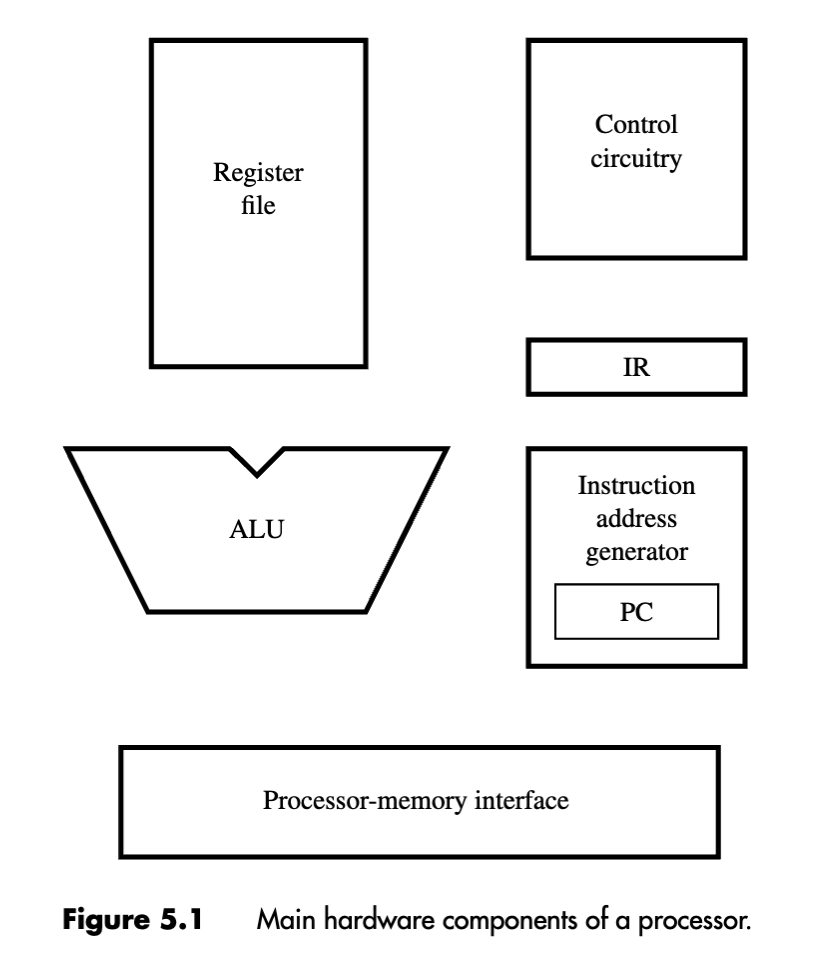 Register
file
Control
circuitry
IR
ALU
Instruction
address
generator
PC
Processor-memory interface
Figure 5.1 Main hardware components of a processor.